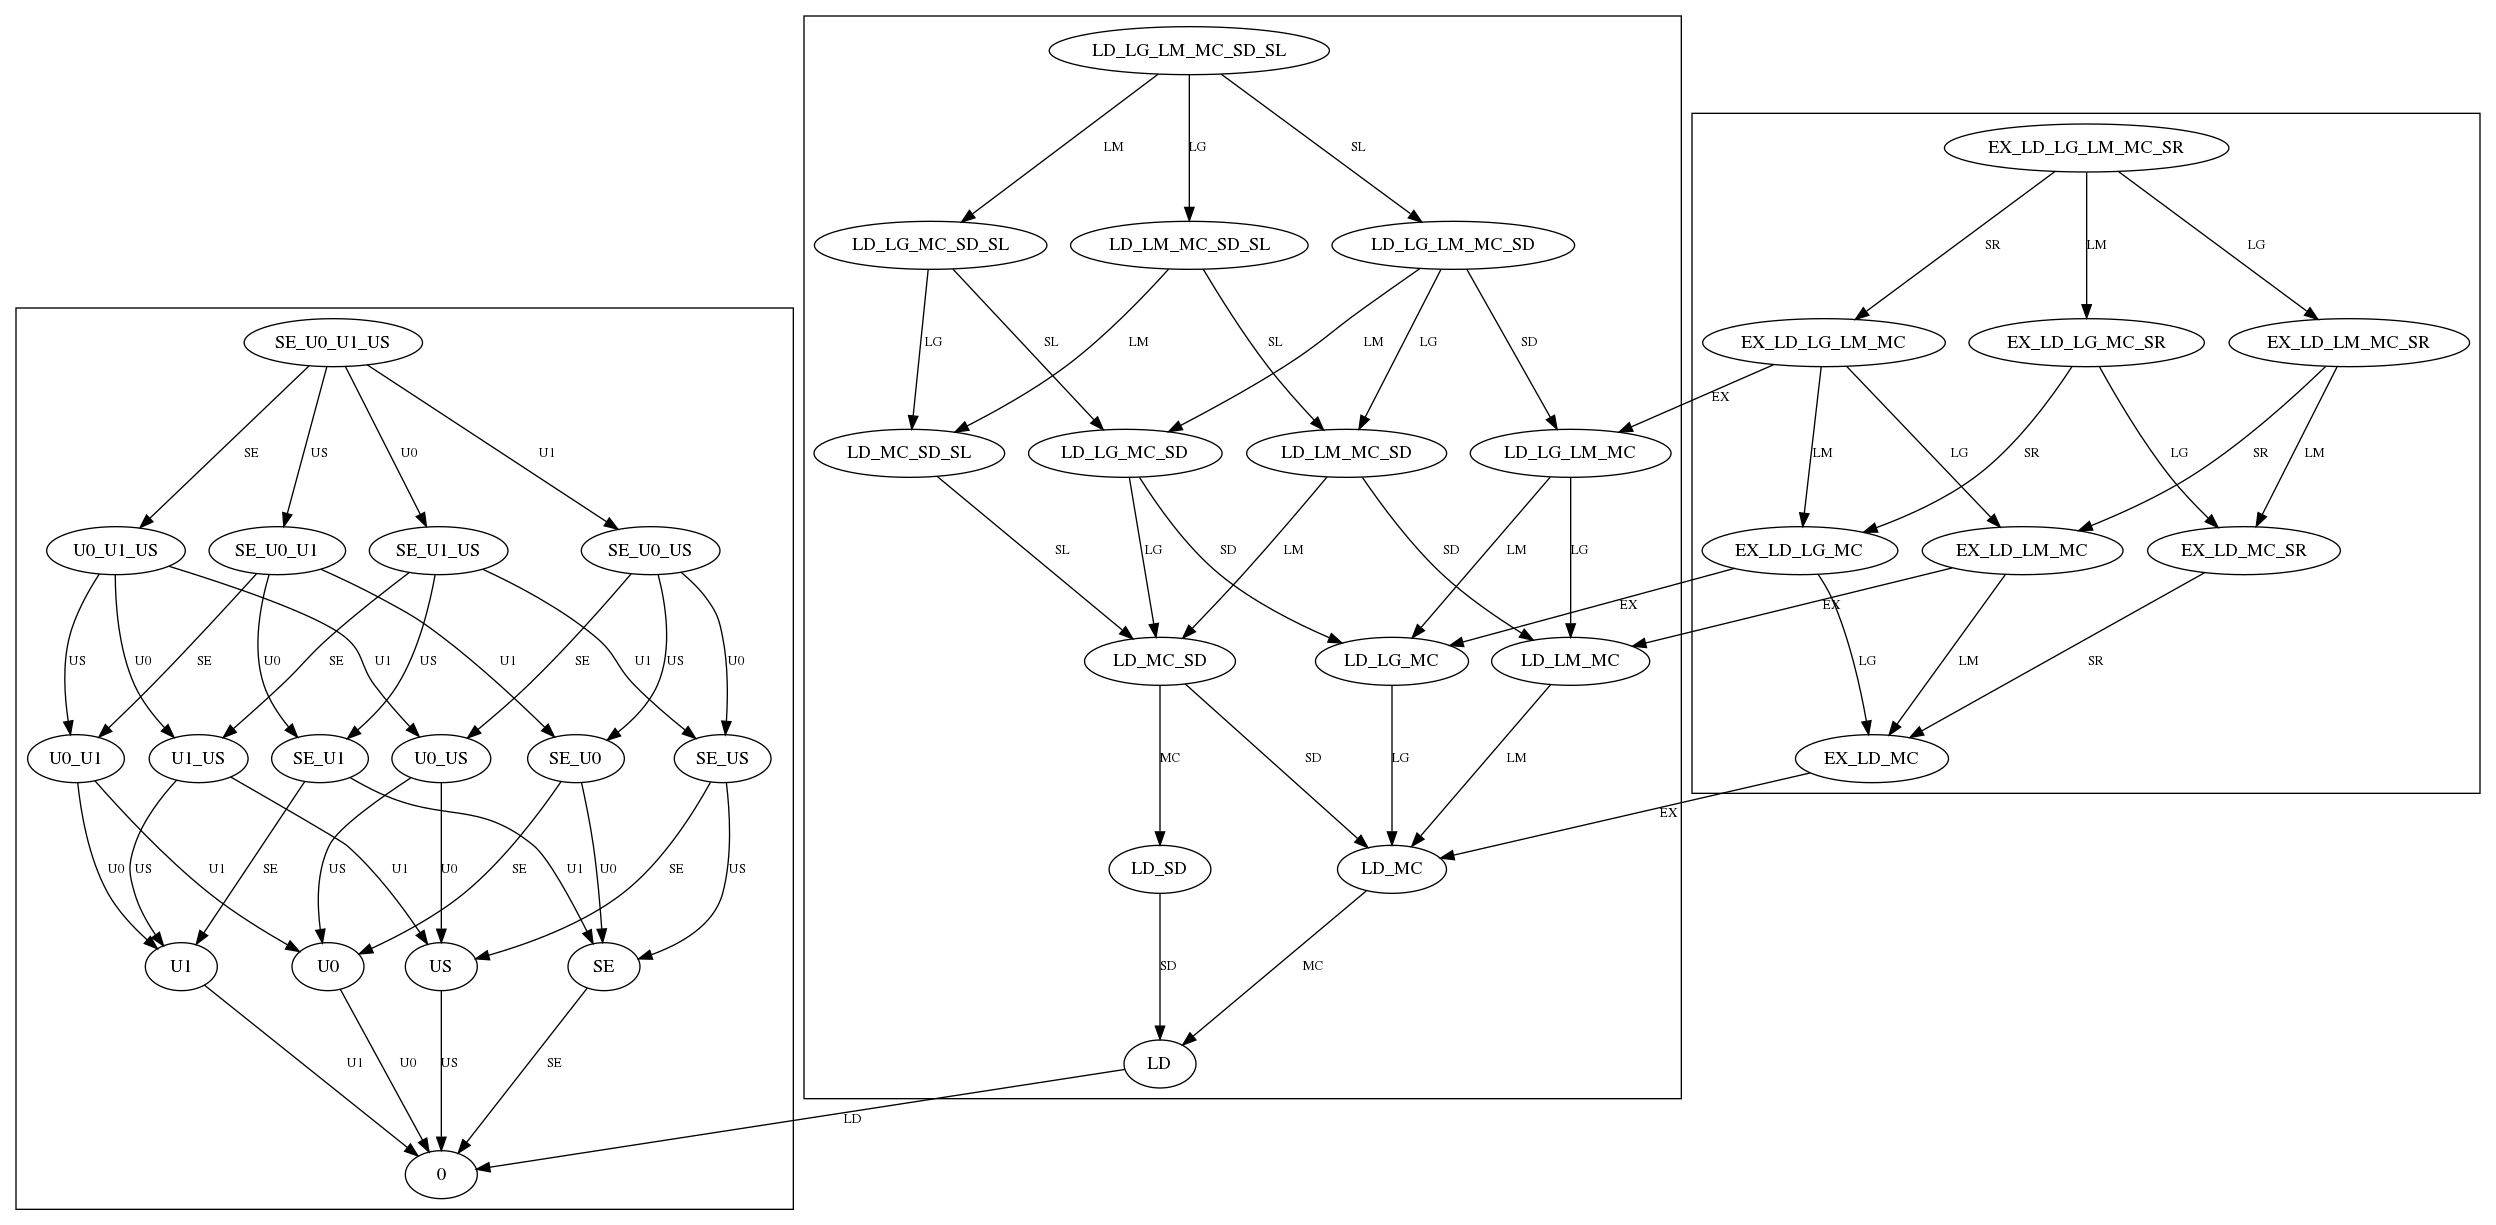 LD_LG_LM_MC_SD_SL
LM
LG
SL
EX_LD_LG_LM_MC_SR
LD_LG_MC_SD_SL
LD_LM_MC_SD_SL
LD_LG_LM_MC_SD
SR
LM
LG
SE_U0_U1_US
LG
SL
LM
SL
LM
LG
SD
EX_LD_LG_LM_MC
EX_LD_LG_MC_SR
EX_LD_LM_MC_SR
EX
SE
US
U0
U1
LD_MC_SD_SL
LD_LG_MC_SD
LD_LM_MC_SD
LD_LG_LM_MC
LM
LG
SR
LG
SR
LM
U0_U1_US
SE_U0_U1
SE_U1_US
SE_U0_US
SL
LG
SD
LM
SD
LM
LG
EX_LD_LG_MC
EX_LD_LM_MC
EX_LD_MC_SR
EX
EX
US
U0
SE
U0
SE
US
U1
U1
SE
U1
US
U0
LD_MC_SD
LD_LG_MC
LD_LM_MC
LG
LM
SR
U0_U1
U1_US
SE_U1
U0_US
SE_U0
SE_US
MC
SD
LG
LM
EX_LD_MC
EX
U0
US
U1
SE
US
U1
U0
SE
U1
U0
SE
US
LD_SD
LD_MC
U1
U0
US
SE
SD
MC
U1
U0
US
SE
LD
LD
0